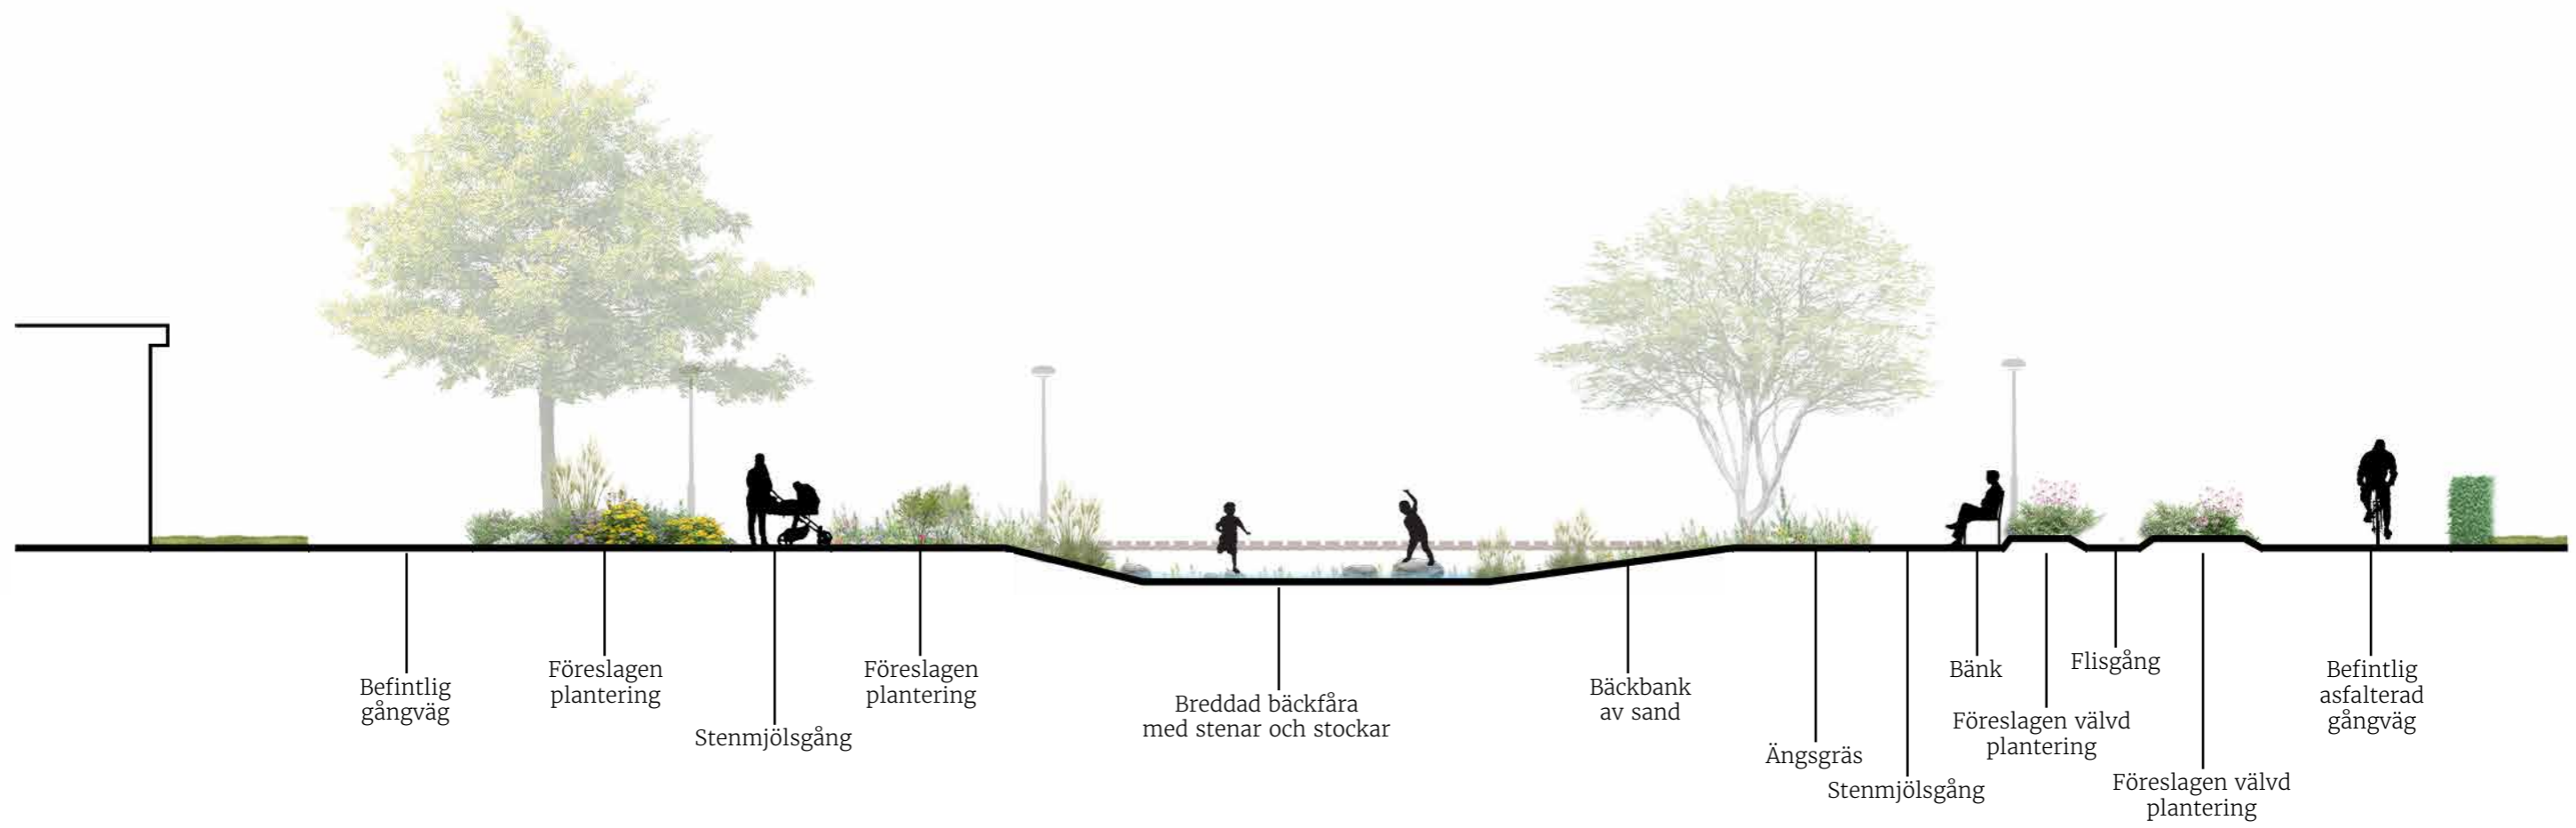 Befintlig
gångväg
Föreslagen
plantering
Stenmjölsgång
Föreslagen
plantering
Breddad bäckfåra
med stenar och stockar
Bäckbank
av sand
Ängsgräs
Stenmjölsgång
Bänk
Föreslagen välvd
plantering
Flisgång
Föreslagen välvd
plantering
Befintlig
asfalterad
gångväg